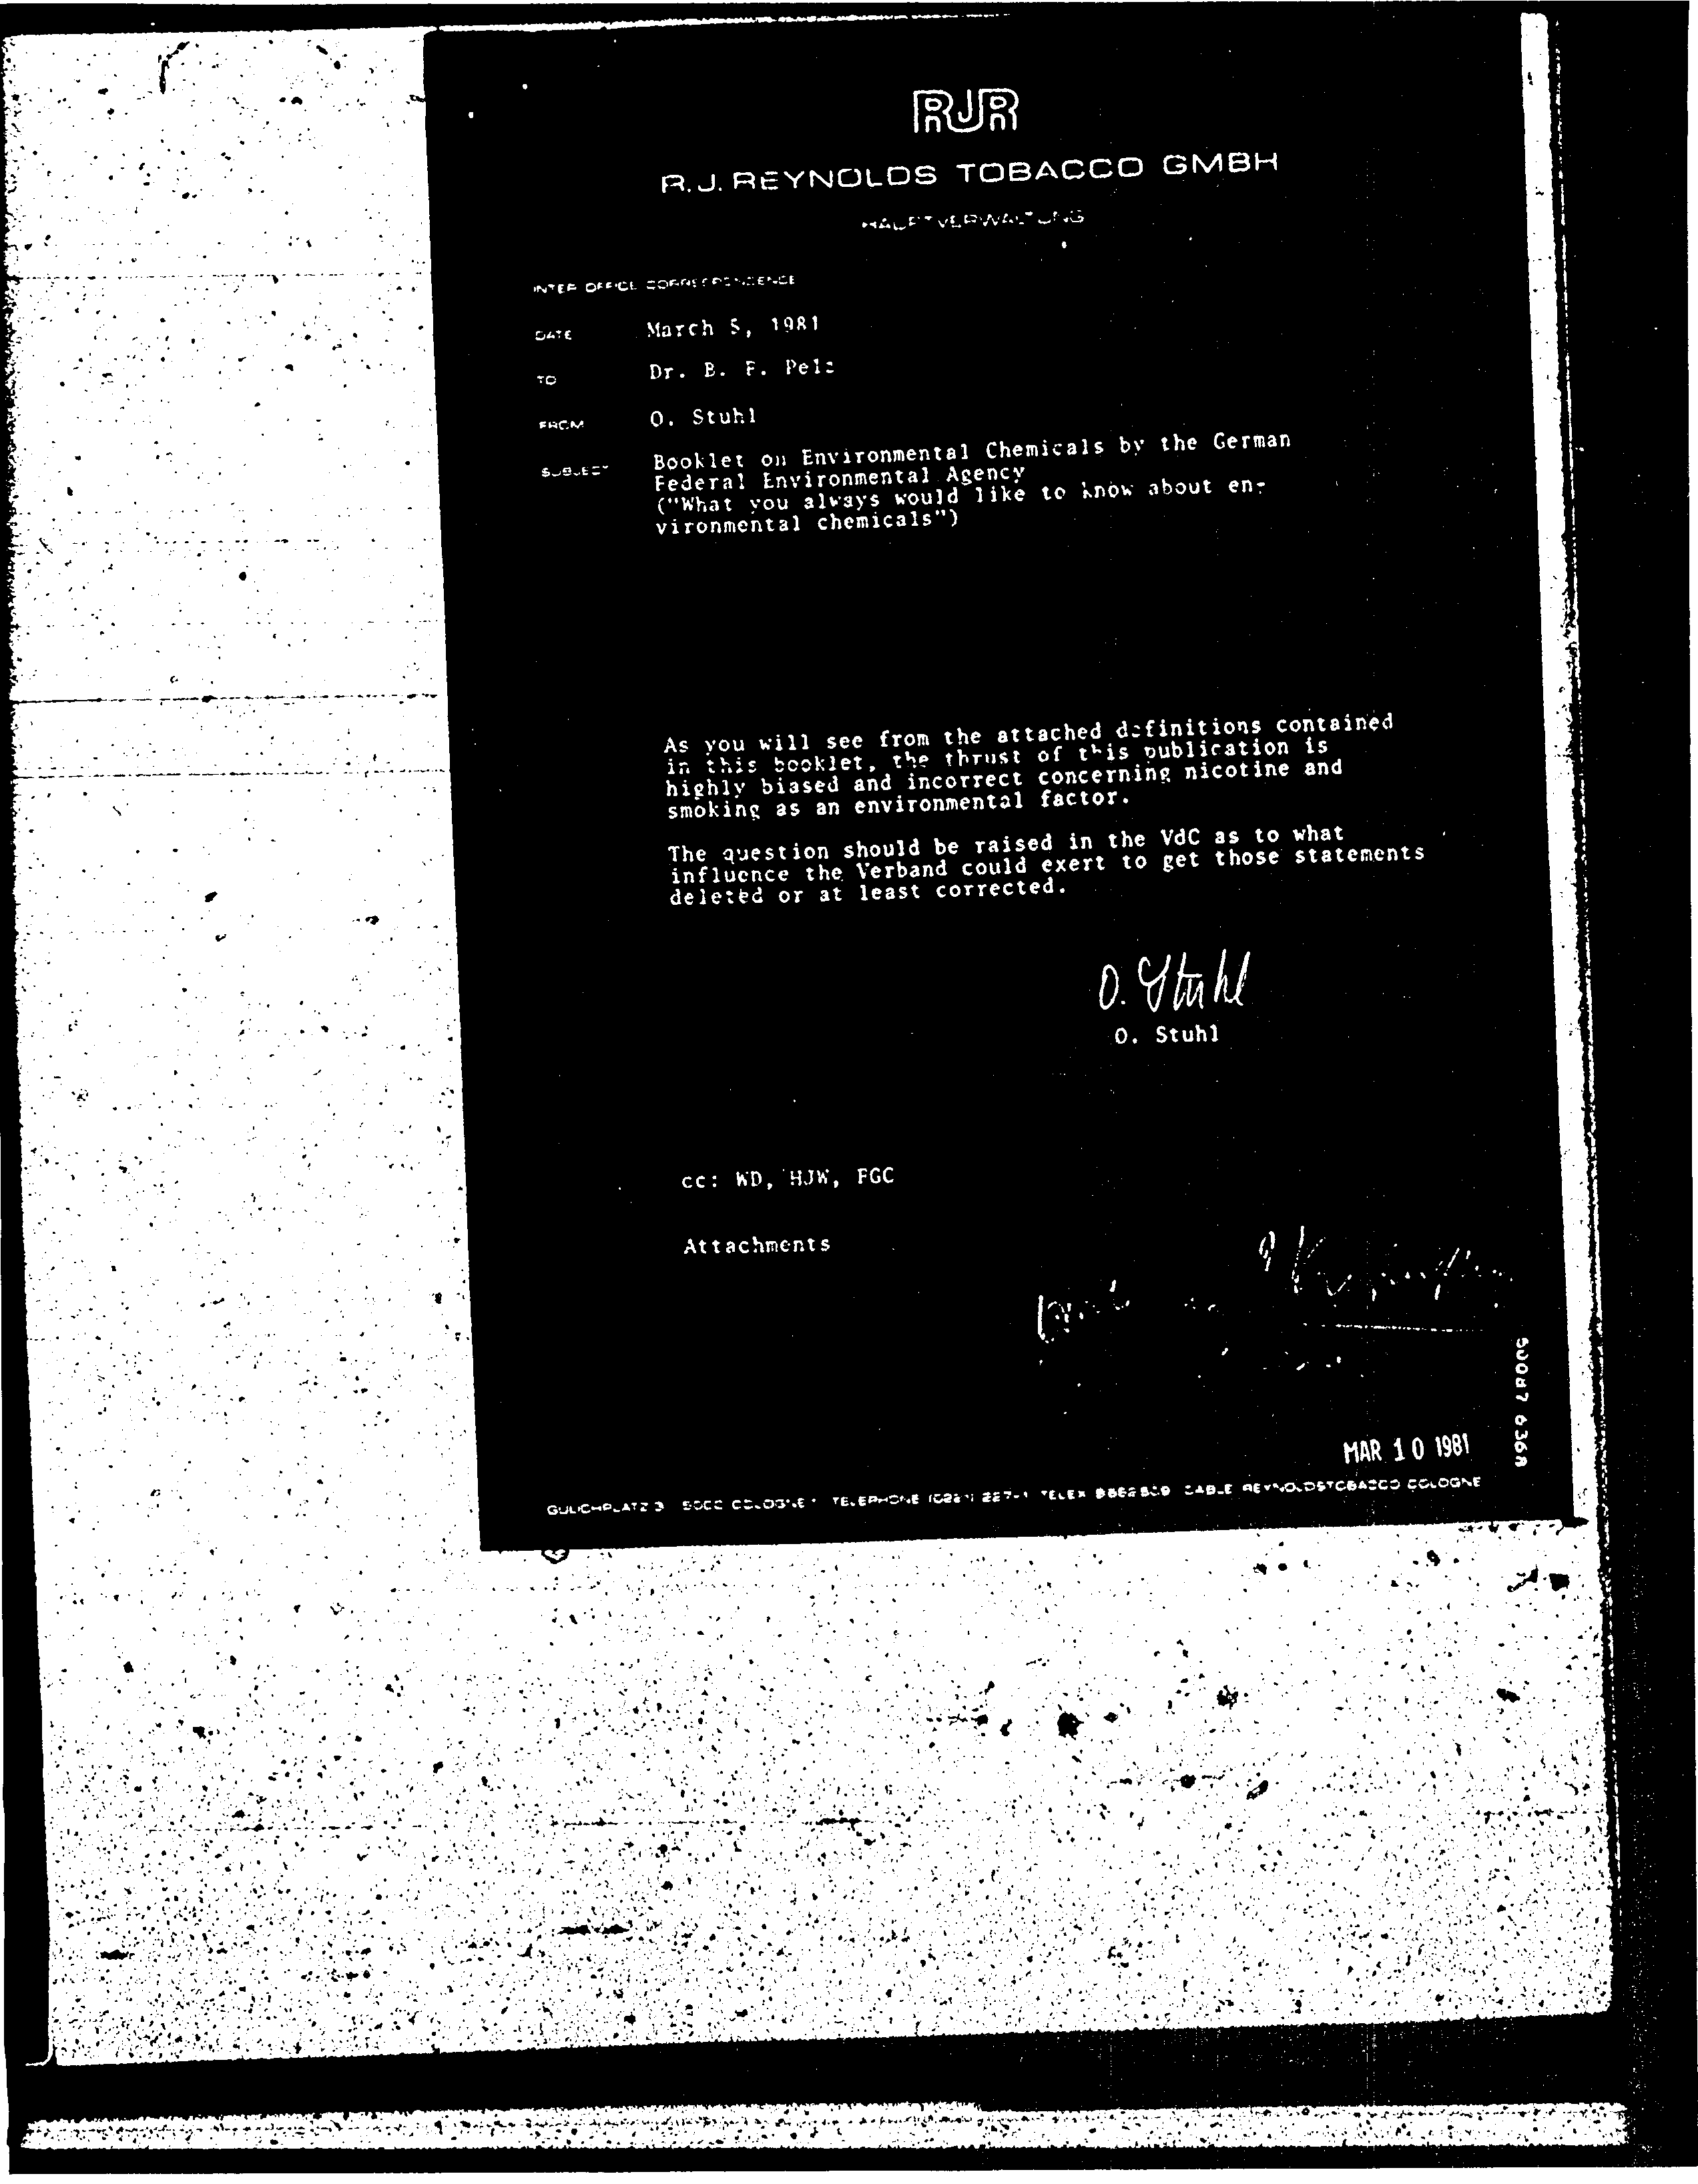 RJR
R.J. REYNOLDS TOBACCO GMBH
HAUPTVERWALTUNG
INTER OFFICE CORRESPONDENCE
DATE March 5, 1981
TO Dr. B. F. Pelz
FROM O. Stuhl
SUBJECT Booklet on Environmental Chemicals by the German
Federal Environmental Agency
("What you always would like to know about en-
vironmental chemicals")
As you will see from the attached definitions contained
in this booklet, the thrust of this publication is
highly biased and incorrect concerning nicotine and
smoking as an environmental factor.
The question should be raised in the VdC as to what
influence the Verband could exert to get those statements
deleted or at least corrected.
O. Stuhl
O. Stuhl
cc: WD, HJW, FGC
Attachments
50087 6368
MAR 10 1981
GULICHPLATZ 3 5000 COLOGNE 1 TELEPHONE (0221) 227-1 TELEX CABLE REYNOLDSTOBACCO COLOGNE